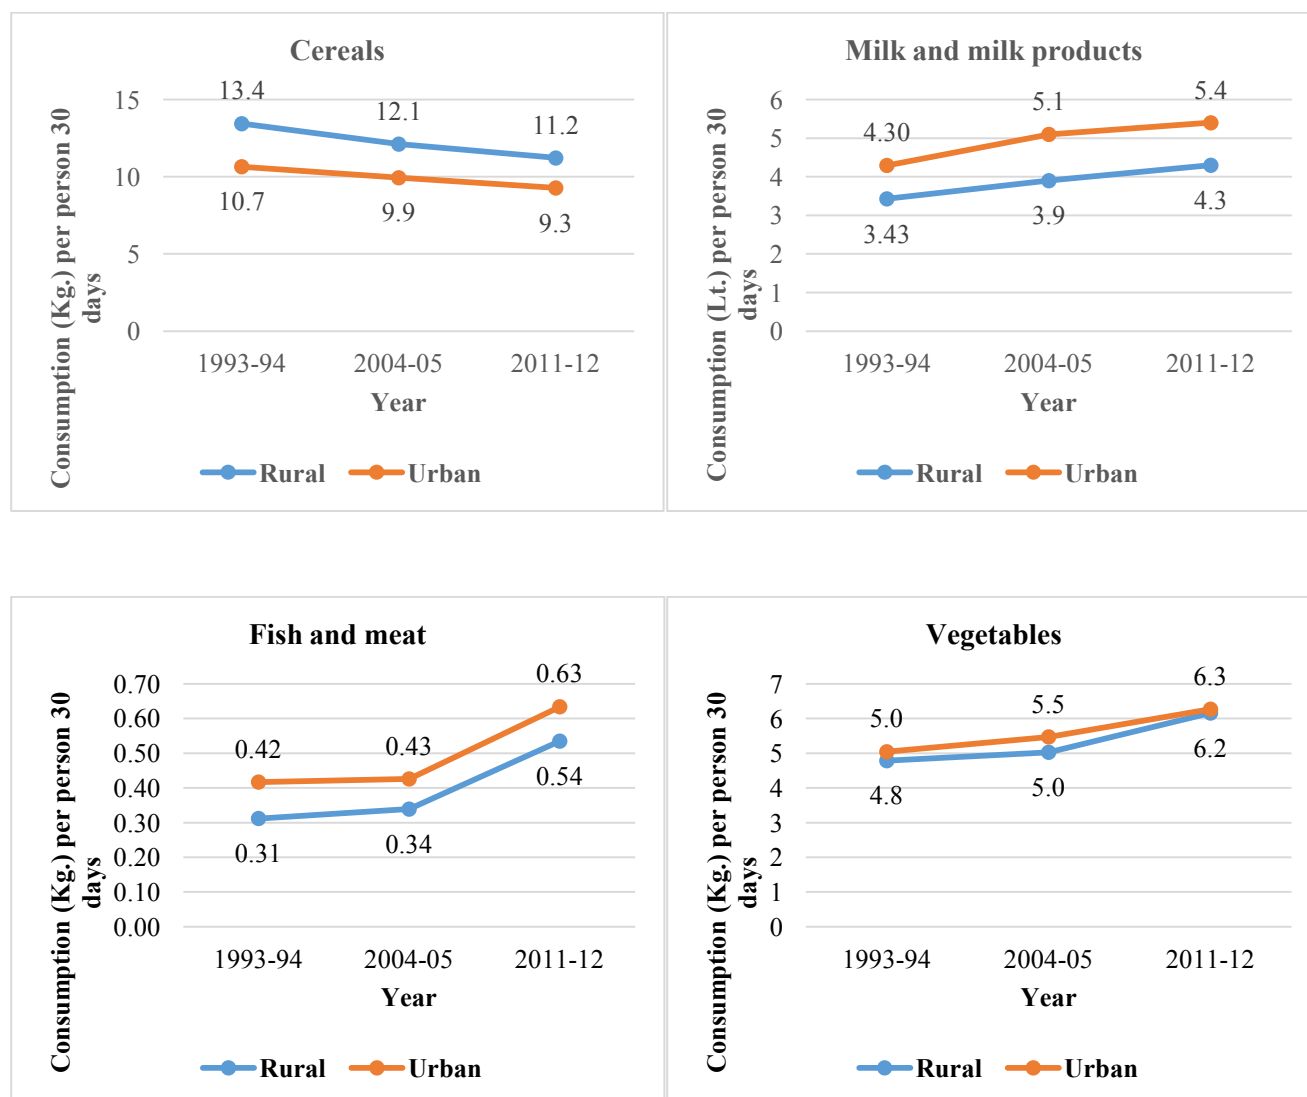 Cereals
Consumption (Kg.) per person 30
days
15
10
5
0
13.4
12.1
11.2
10.7
9.9
9.3
1993-94 2004-05 2011-12
Year
Rural Urban
Milk and milk products
Consumption (Lt.) per person 30
days
6
5
4
3
2
1
0
4.30
5.1
5.4
3.43
3.9
4.3
1993-94 2004-05 2011-12
Year
Rural Urban
Fish and meat
Consumption (Kg.) per person 30
days
0.70
0.60
0.50
0.40
0.30
0.20
0.10
0.00
0.42
0.43
0.63
0.31
0.34
0.54
1993-94 2004-05 2011-12
Year
Rural Urban
Vegetables
Consumption (Kg.) per person 30
days
7
6
5
4
3
2
1
0
5.0
5.5
6.3
4.8
5.0
6.2
1993-94 2004-05 2011-12
Year
Rural Urban